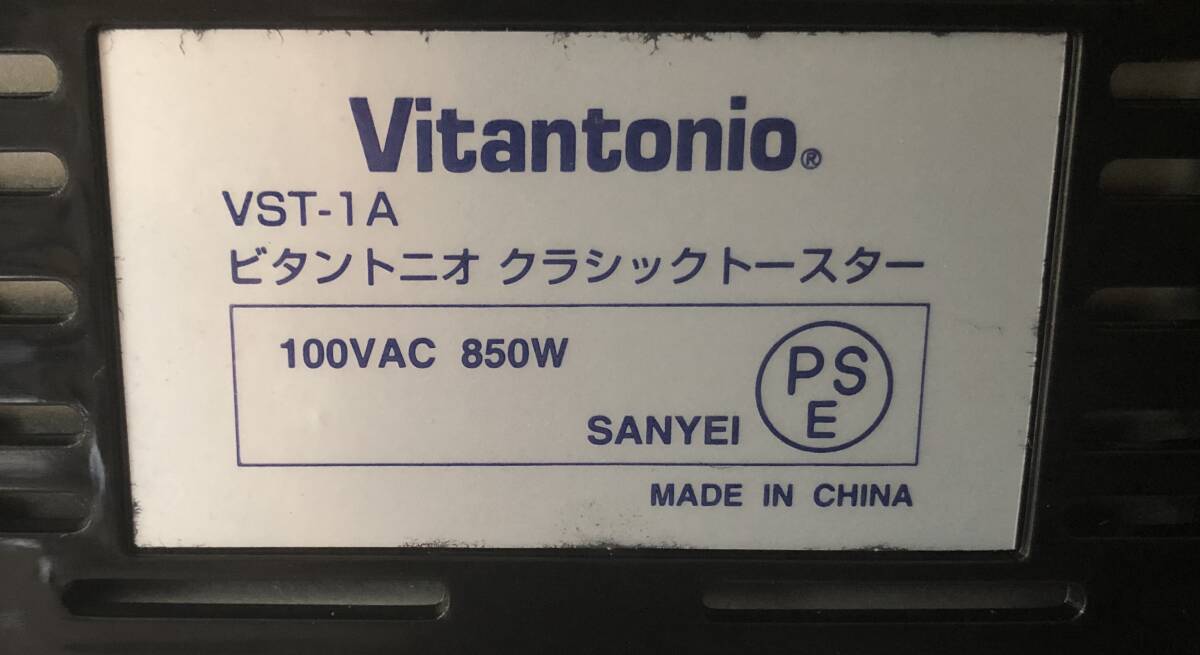 Vitantonio®
VST-1A
ビタントニオ クラシックトースター
100VAC 850W
PS
E
SANYEI
MADE IN CHINA